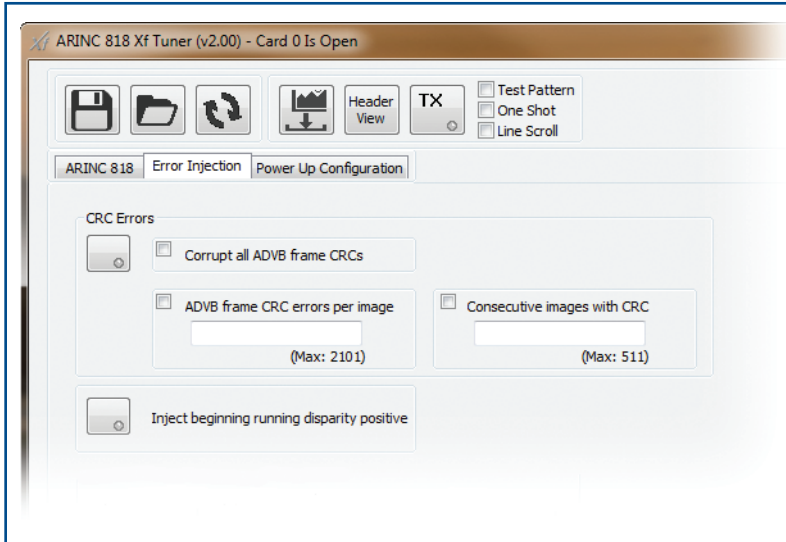 ARINC 818 Xf Tuner (v2.00) - Card 0 Is Open
Header
View
TX
Test Pattern
One Shot
Line Scroll
ARINC 818
Error Injection
Power Up Configuration
CRC Errors
Corrupt all ADVB frame CRCs
ADVB frame CRC errors per image
(Max: 2101)
Consecutive images with CRC
(Max: 511)
Inject beginning running disparity positive